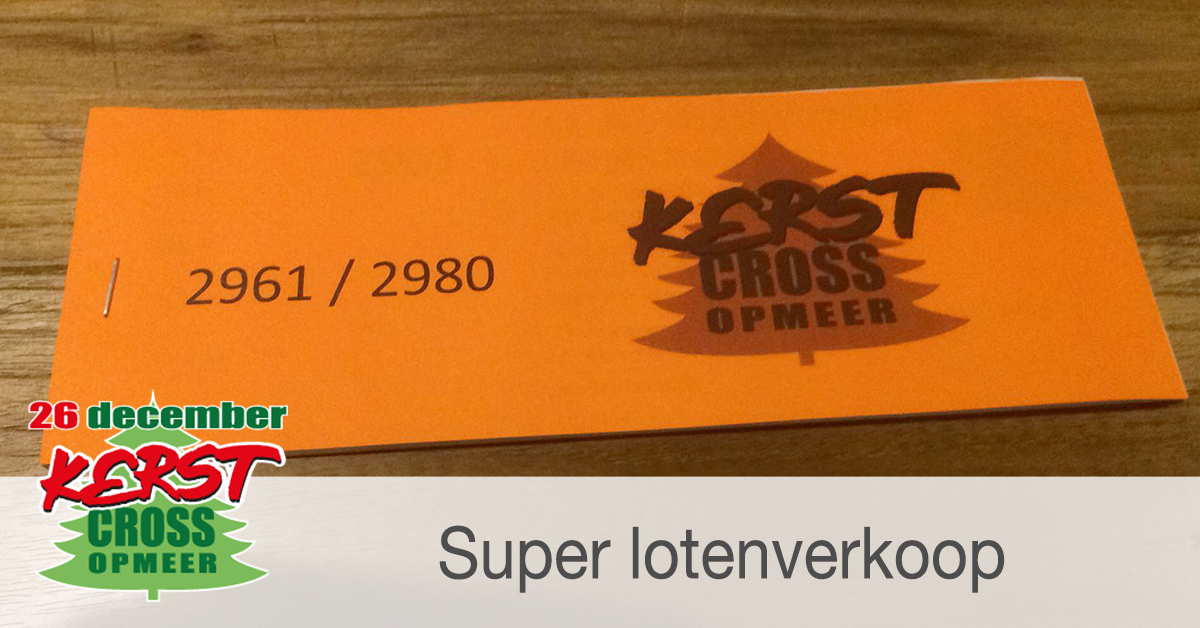 2961 / 2980
KERST
CROSS
OPMEER
26 december
KERST
CROSS
OPMEER
Super lotenverkoop